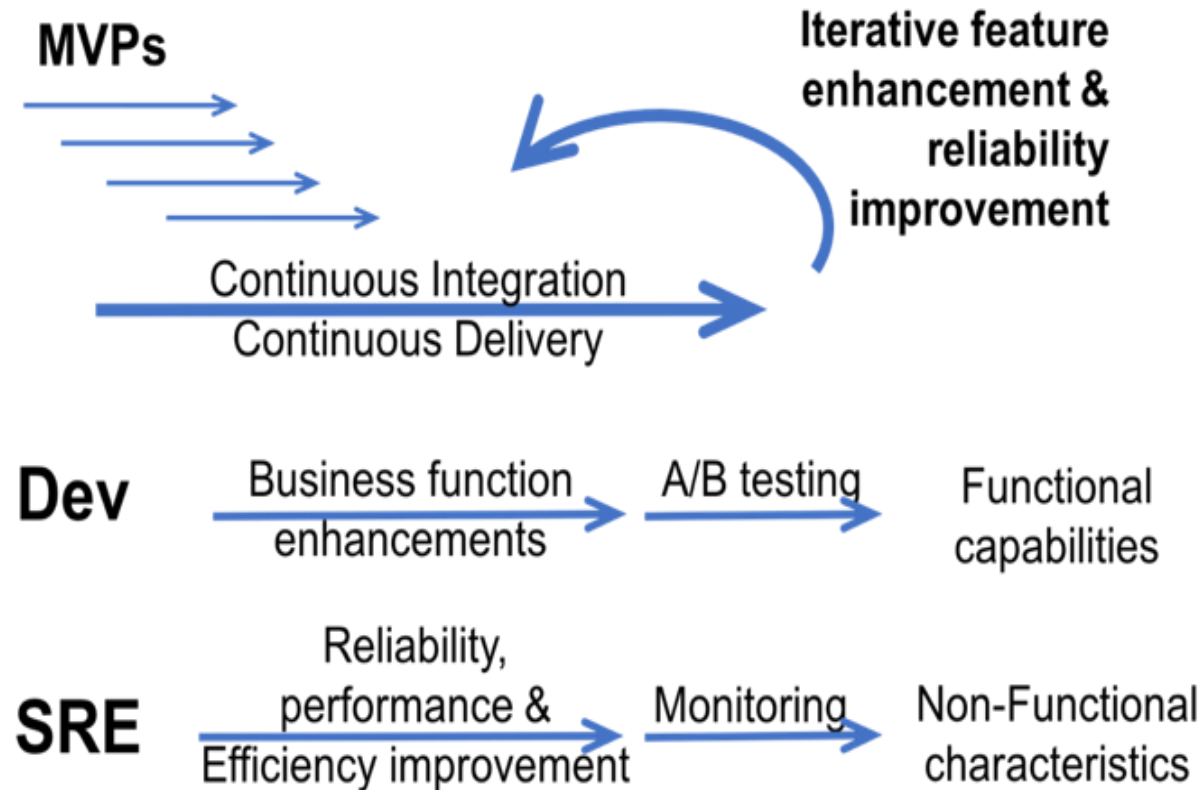 MVPs
Iterative feature
enhancement &
reliability
improvement
Continuous Integration
Continuous Delivery
Dev
Business function
enhancements
A/B testing
Functional
capabilities
SRE
Reliability,
performance &
Efficiency improvement
Monitoring
Non-Functional
characteristics